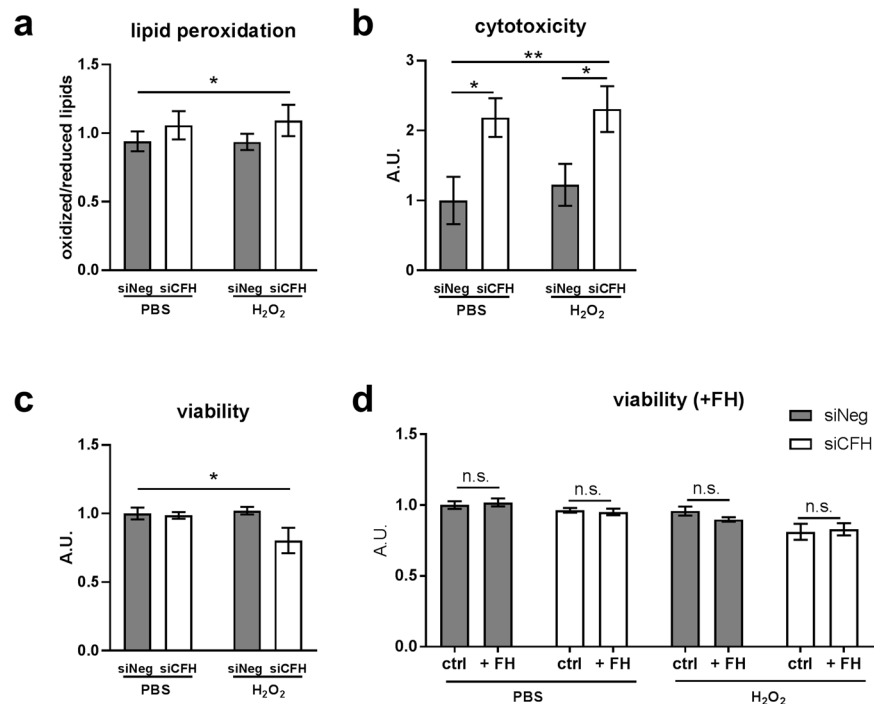 a
lipid peroxidation
oxidized/reduced lipids
1.5
1.0
0.5
0.0
*
siNeg siCFH siNeg siCFH
PBS H₂O₂
b
cytotoxicity
A.U.
3
2
1
0
**
* *
siNeg siCFH siNeg siCFH
PBS H₂O₂
c
viability
A.U.
1.5
1.0
0.5
0.0
*
siNeg siCFH siNeg siCFH
PBS H₂O₂
d
viability (+FH)
siNeg
siCFH
A.U.
1.5
1.0
0.5
0.0
n.s. n.s. n.s. n.s.
ctrl + FH ctrl + FH ctrl + FH ctrl + FH
PBS H₂O₂